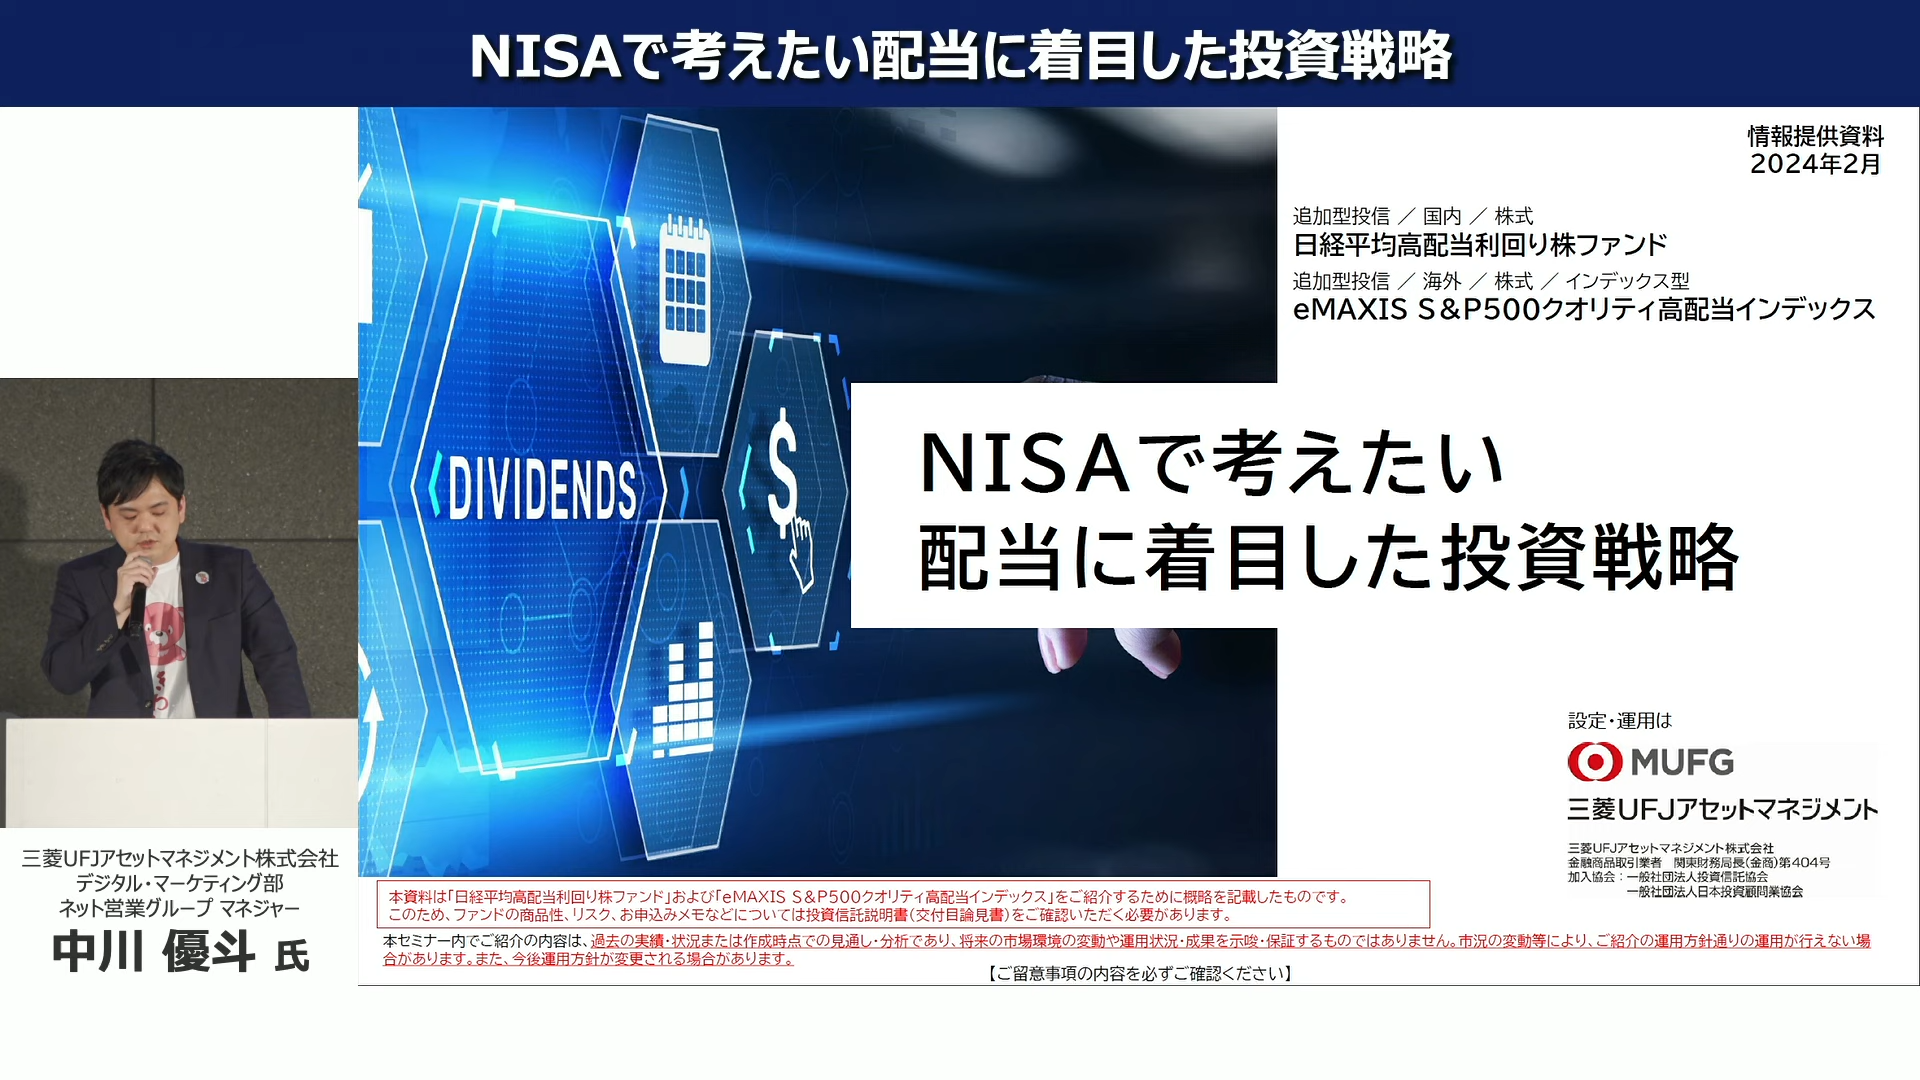 NISAで考えたい配当に着目した投資戦略
情報提供資料
2024年2月
追加型投信 ／ 国内 ／ 株式
日経平均高配当利回り株ファンド
追加型投信 ／ 海外 ／ 株式 ／ インデックス型
eMAXIS S&P500クオリティ高配当インデックス
DIVIDENDS
$
NISAで考えたい
配当に着目した投資戦略
設定・運用は
MUFG
三菱UFJアセットマネジメント
三菱UFJアセットマネジメント株式会社
金融商品取引業者　関東財務局長(金商)第404号
加入協会：一般社団法人投資信託協会
一般社団法人日本投資顧問業協会
三菱UFJアセットマネジメント株式会社
デジタル・マーケティング部
ネット営業グループ マネジャー
中川 優斗 氏
本資料は「日経平均高配当利回り株ファンド」および「eMAXIS S&P500クオリティ高配当インデックス」をご紹介するために概略を記載したものです。
このため、ファンドの商品性、リスク、お申込みメモなどについては投資信託説明書(交付目論見書)をご確認いただく必要があります。
本セミナー内でご紹介の内容は、過去の実績・状況または作成時点での見通し・分析であり、将来の市場環境の変動や運用状況・成果を示唆・保証するものではありません。市況の変動等により、ご紹介の運用方針通りの運用が行えない場
合があります。また、今後運用方針が変更される場合があります。
【ご留意事項の内容を必ずご確認ください】